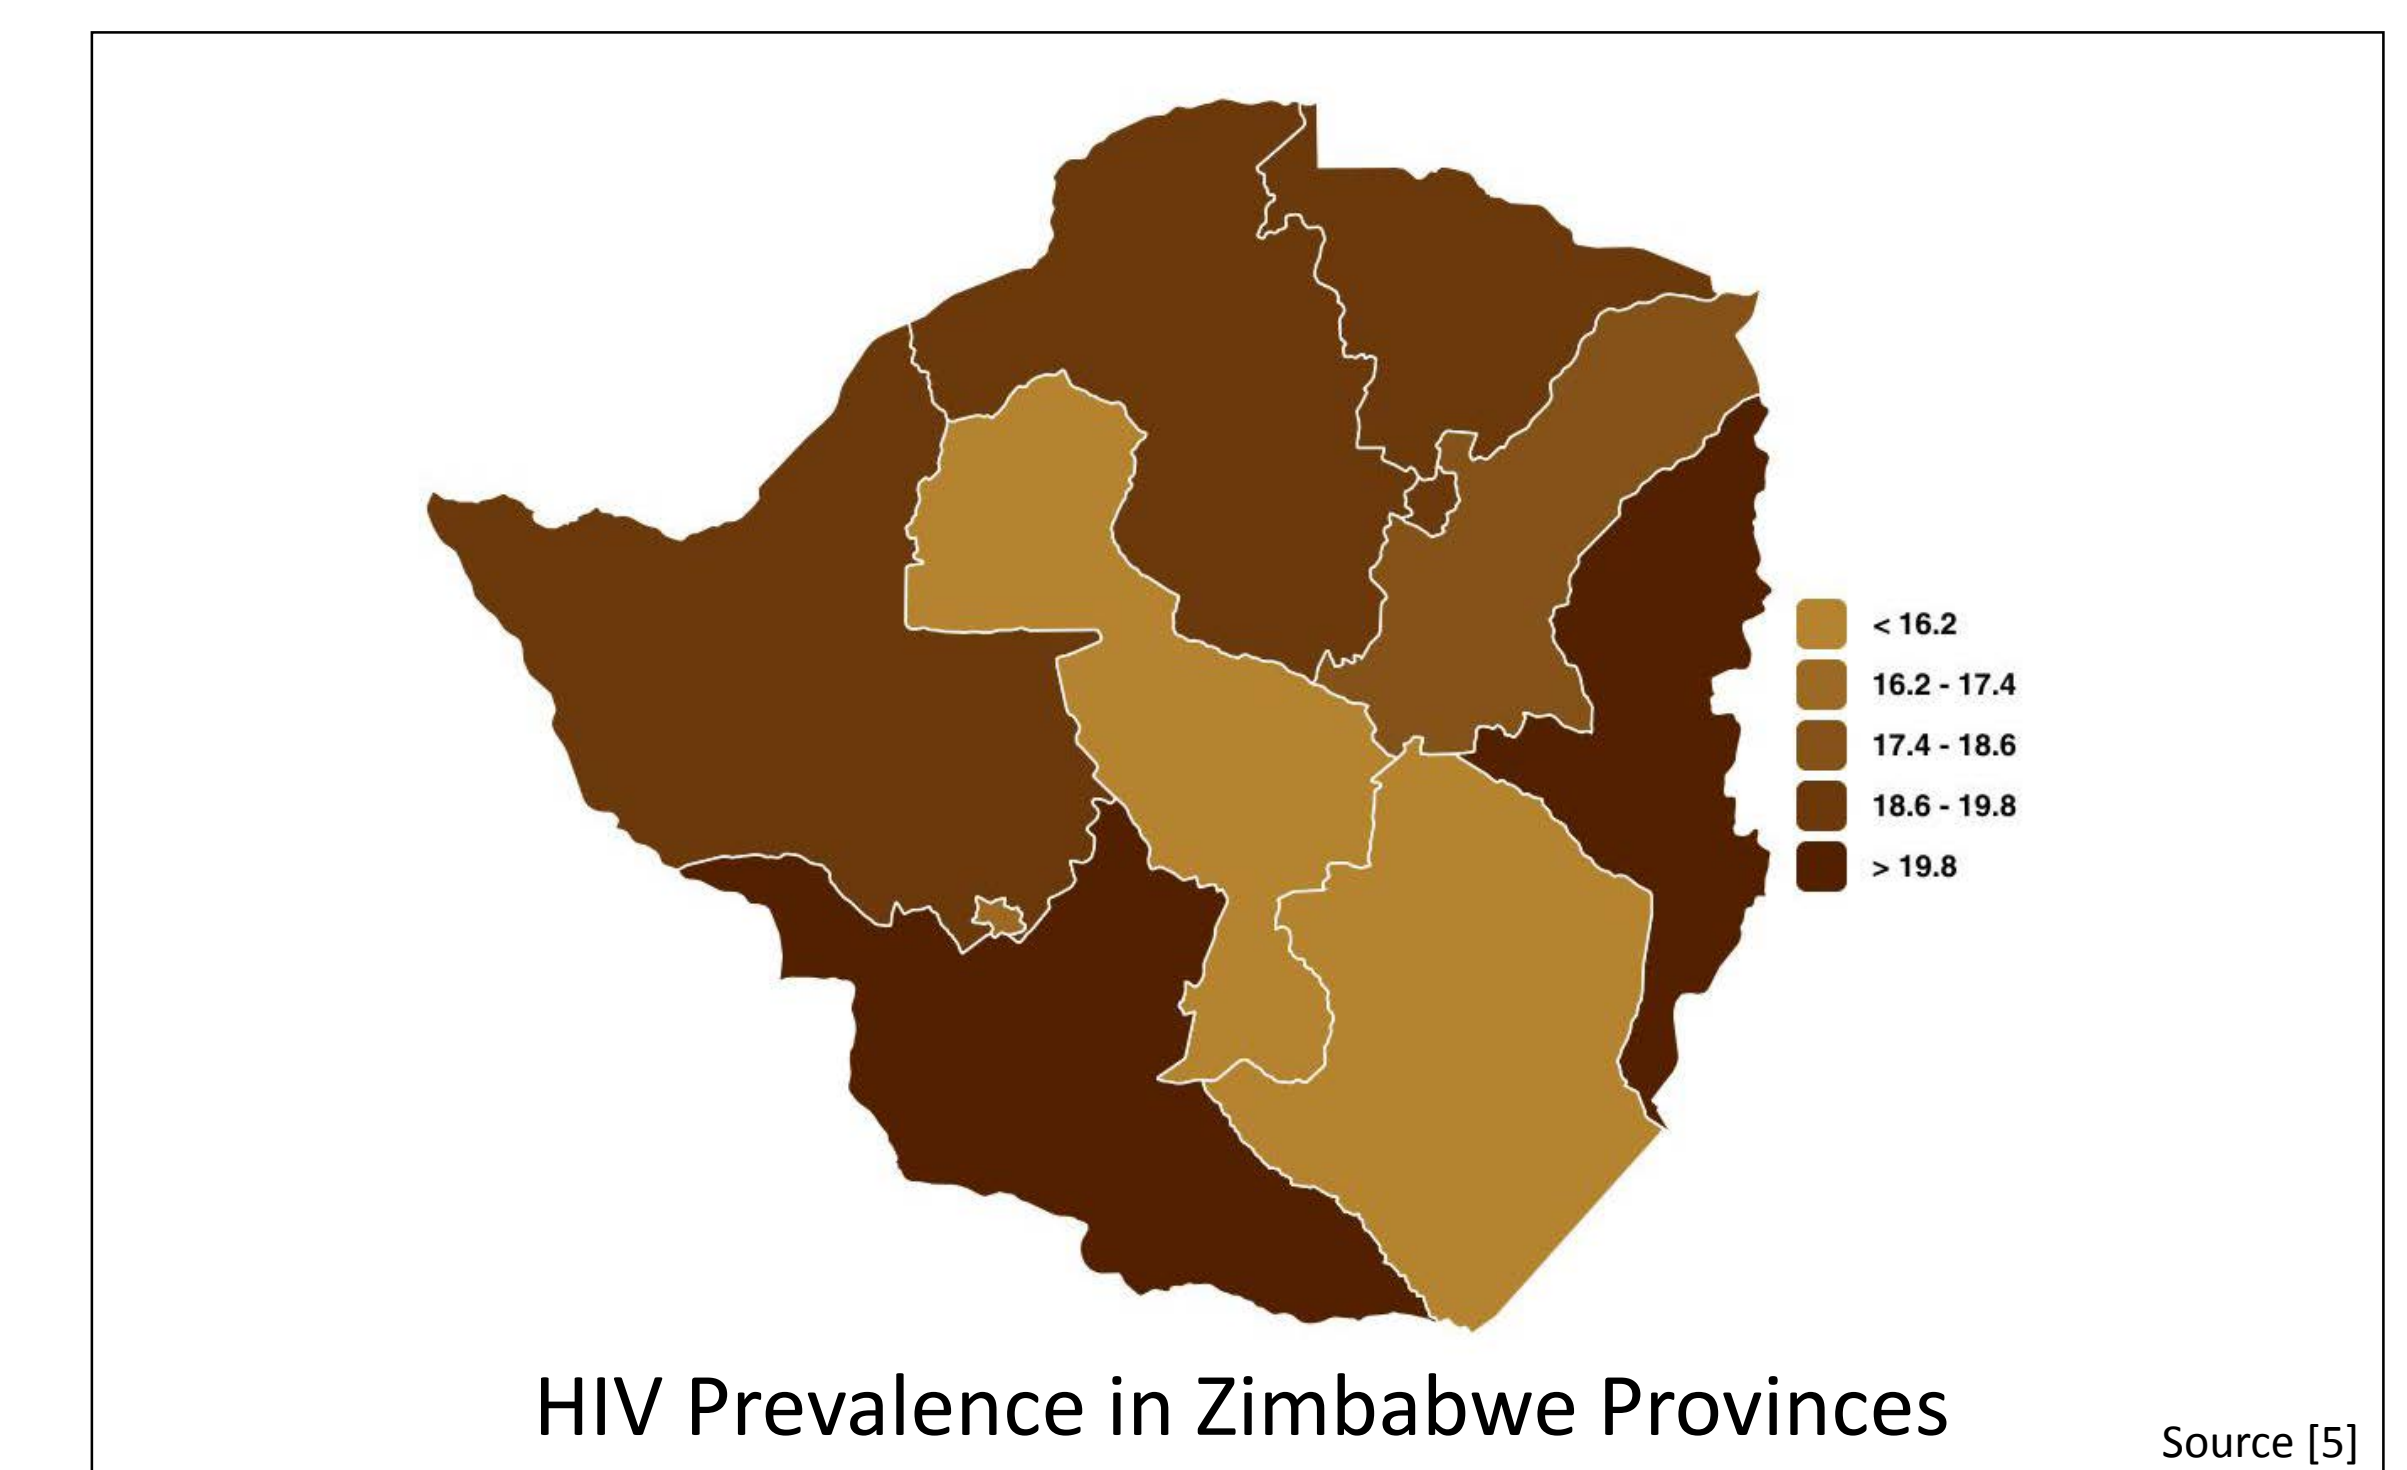 < 16.2
16.2 - 17.4
17.4 - 18.6
18.6 - 19.8
> 19.8
HIV Prevalence in Zimbabwe Provinces
Source [5]